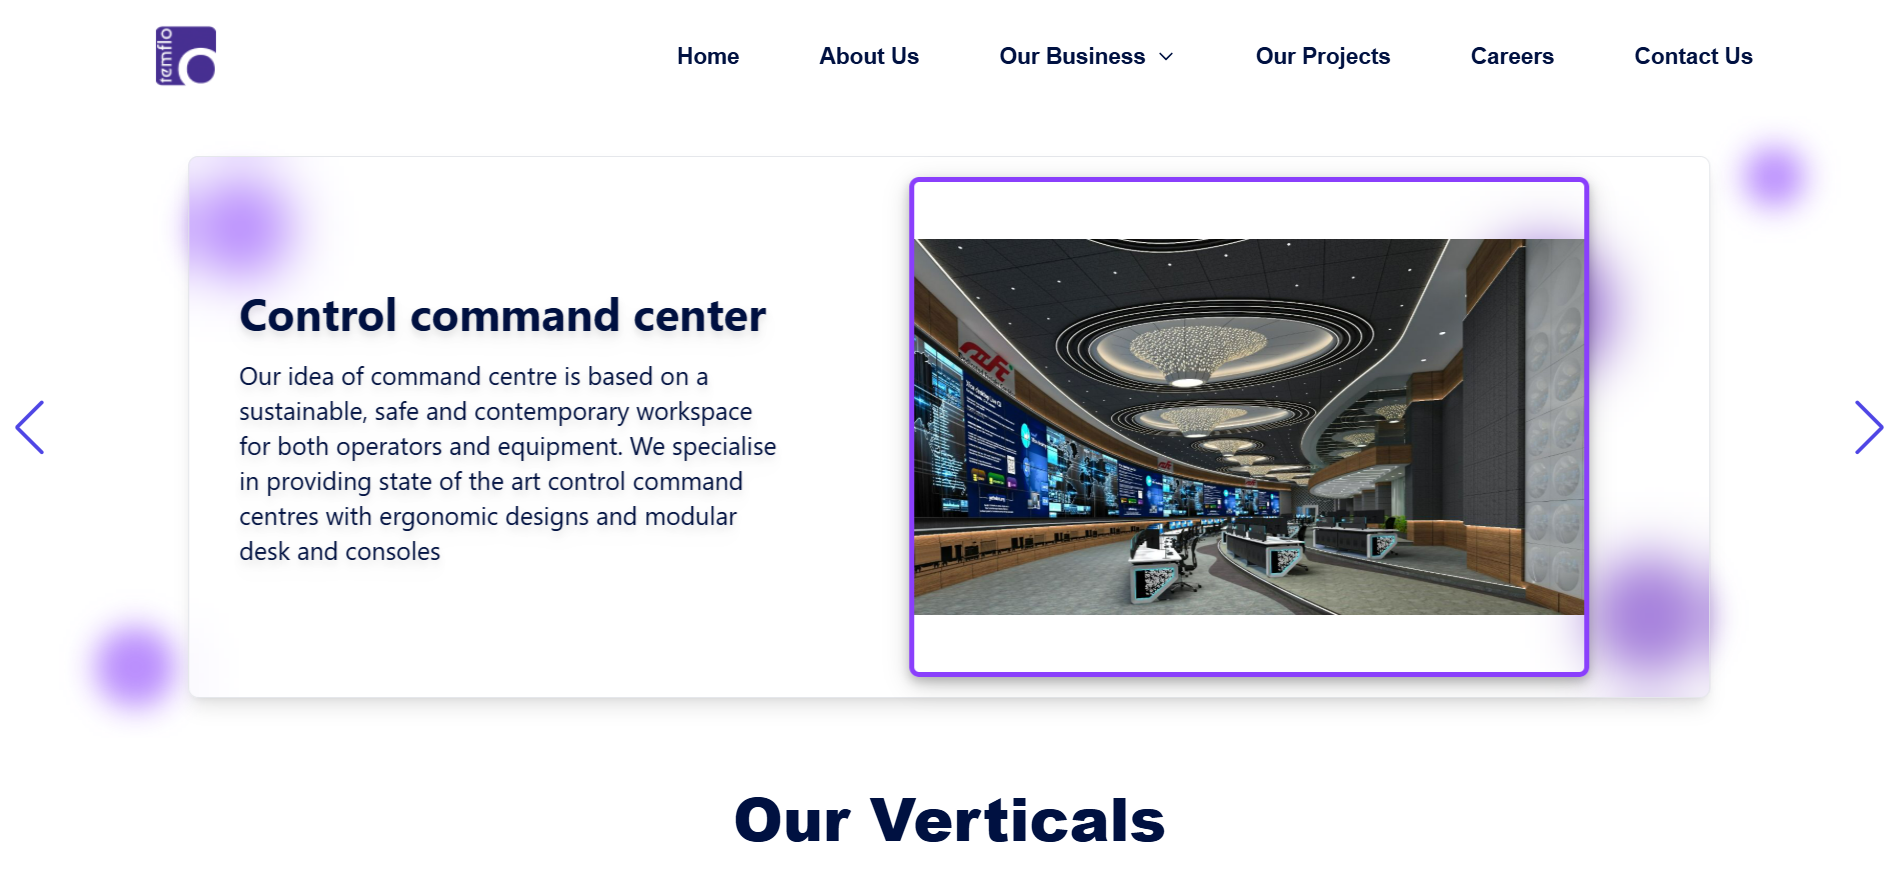 temflo
Home
About Us
Our Business
Our Projects
Careers
Contact Us
Control command center
Our idea of command centre is based on a
sustainable, safe and contemporary workspace
for both operators and equipment. We specialise
in providing state of the art control command
centres with ergonomic designs and modular
desk and consoles
Our Verticals